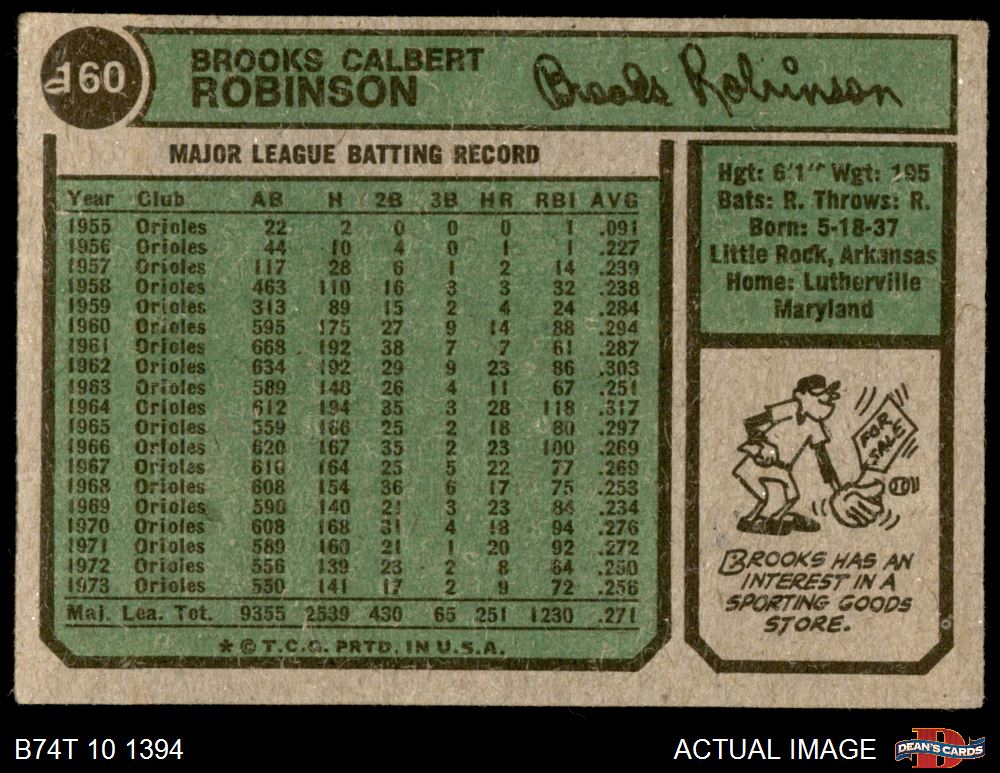 160
BROOKS CALBERT
ROBINSON
Brooks Robinson
MAJOR LEAGUE BATTING RECORD
Year Club AB H 2B 3B HR RBI AVG
1955 Orioles 22 2 0 0 0 1 .091
1956 Orioles 44 10 4 0 1 1 .227
1957 Orioles 117 28 6 1 2 14 .239
1958 Orioles 463 110 16 3 3 32 .238
1959 Orioles 313 89 15 2 4 24 .284
1960 Orioles 595 175 27 9 14 88 .294
1961 Orioles 668 192 38 7 7 61 .287
1962 Orioles 634 192 29 9 23 86 .303
1963 Orioles 589 148 26 4 11 67 .251
1964 Orioles 612 194 35 3 28 118 .317
1965 Orioles 559 166 25 2 18 80 .297
1966 Orioles 620 167 35 2 23 100 .269
1967 Orioles 610 164 25 5 22 77 .269
1968 Orioles 608 154 36 6 17 75 .253
1969 Orioles 598 140 21 3 23 84 .234
1970 Orioles 608 168 31 4 18 94 .276
1971 Orioles 589 160 21 1 20 92 .272
1972 Orioles 556 139 23 2 8 64 .250
1973 Orioles 550 141 17 2 9 72 .256
Maj. Lea. Tot. 9355 2539 430 65 251 1230 .271
* © T.C.G. PRTD. IN U.S.A.
Hgt: 6'1" Wgt: 195
Bats: R. Throws: R.
Born: 5-18-37
Little Rock, Arkansas
Home: Lutherville
Maryland
FOR
SALE
BROOKS HAS AN
INTEREST IN A
SPORTING GOODS
STORE.
B74T 10 1394
ACTUAL IMAGE
DEAN'S CARDS